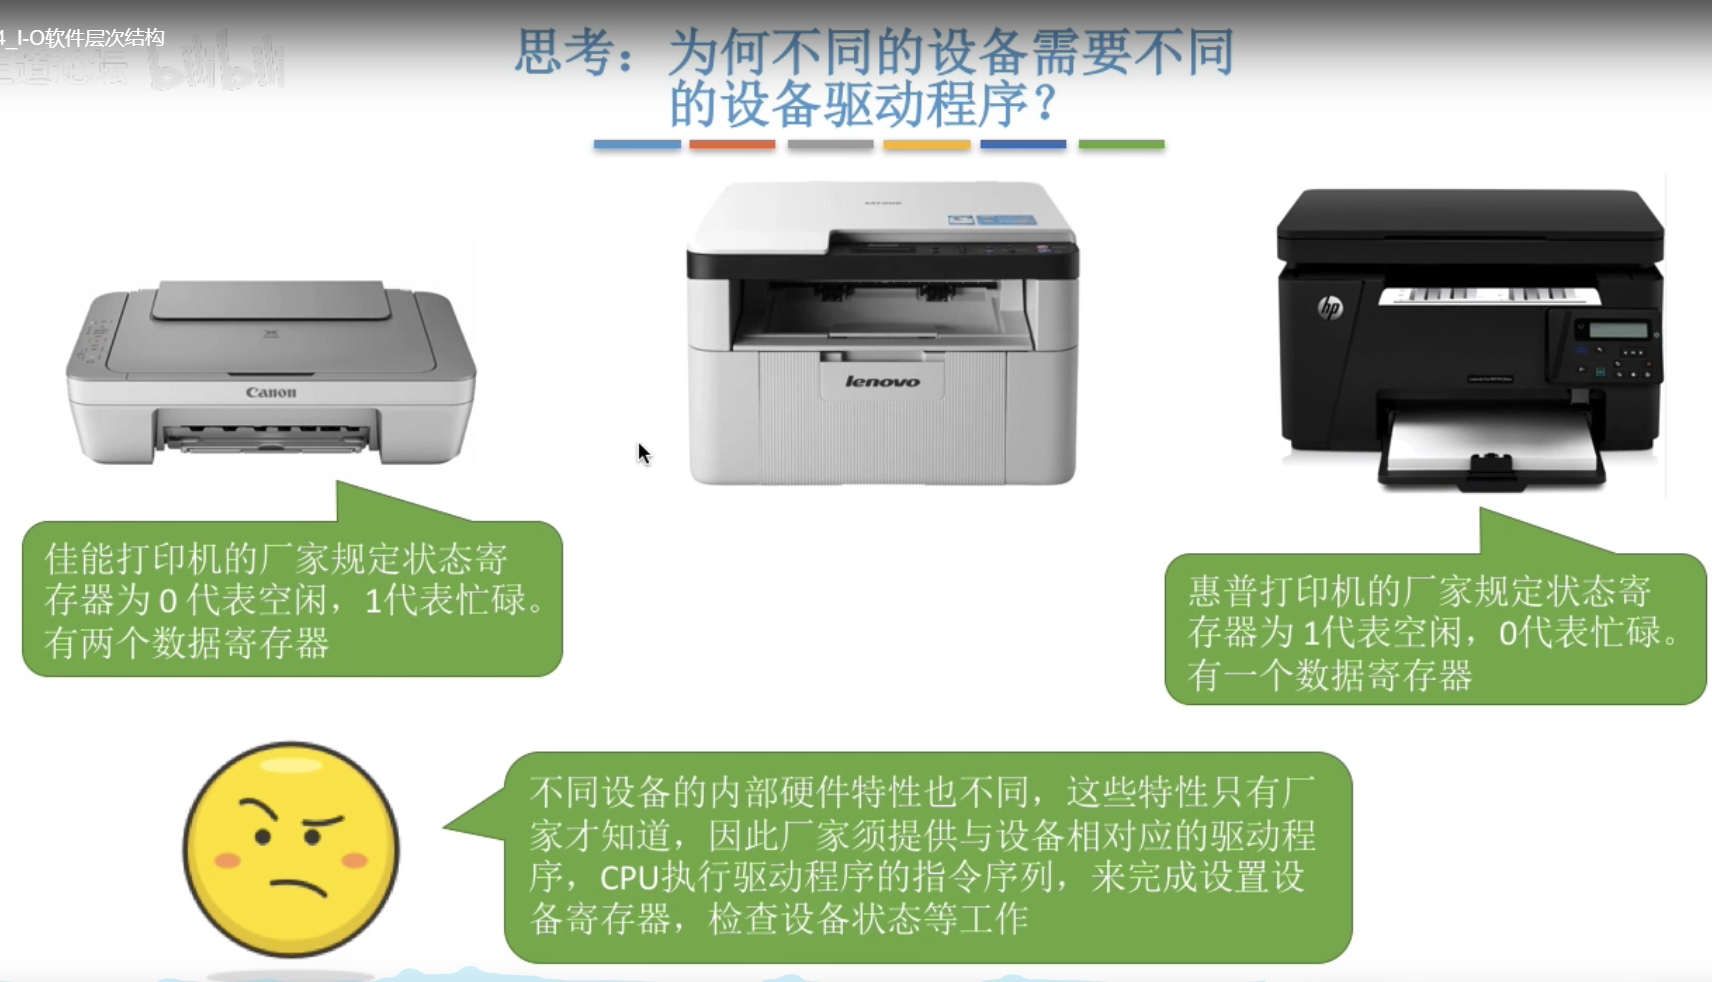 4_I-O软件层次结构
王道论坛 bilibili
思考：为何不同的设备需要不同
的设备驱动程序？
Canon
lenovo
hp
佳能打印机的厂家规定状态寄
存器为 0 代表空闲，1代表忙碌。
有两个数据寄存器
惠普打印机的厂家规定状态寄
存器为 1代表空闲，0代表忙碌。
有一个数据寄存器
不同设备的内部硬件特性也不同，这些特性只有厂
家才知道，因此厂家须提供与设备相对应的驱动程
序，CPU执行驱动程序的指令序列，来完成设置设
备寄存器，检查设备状态等工作